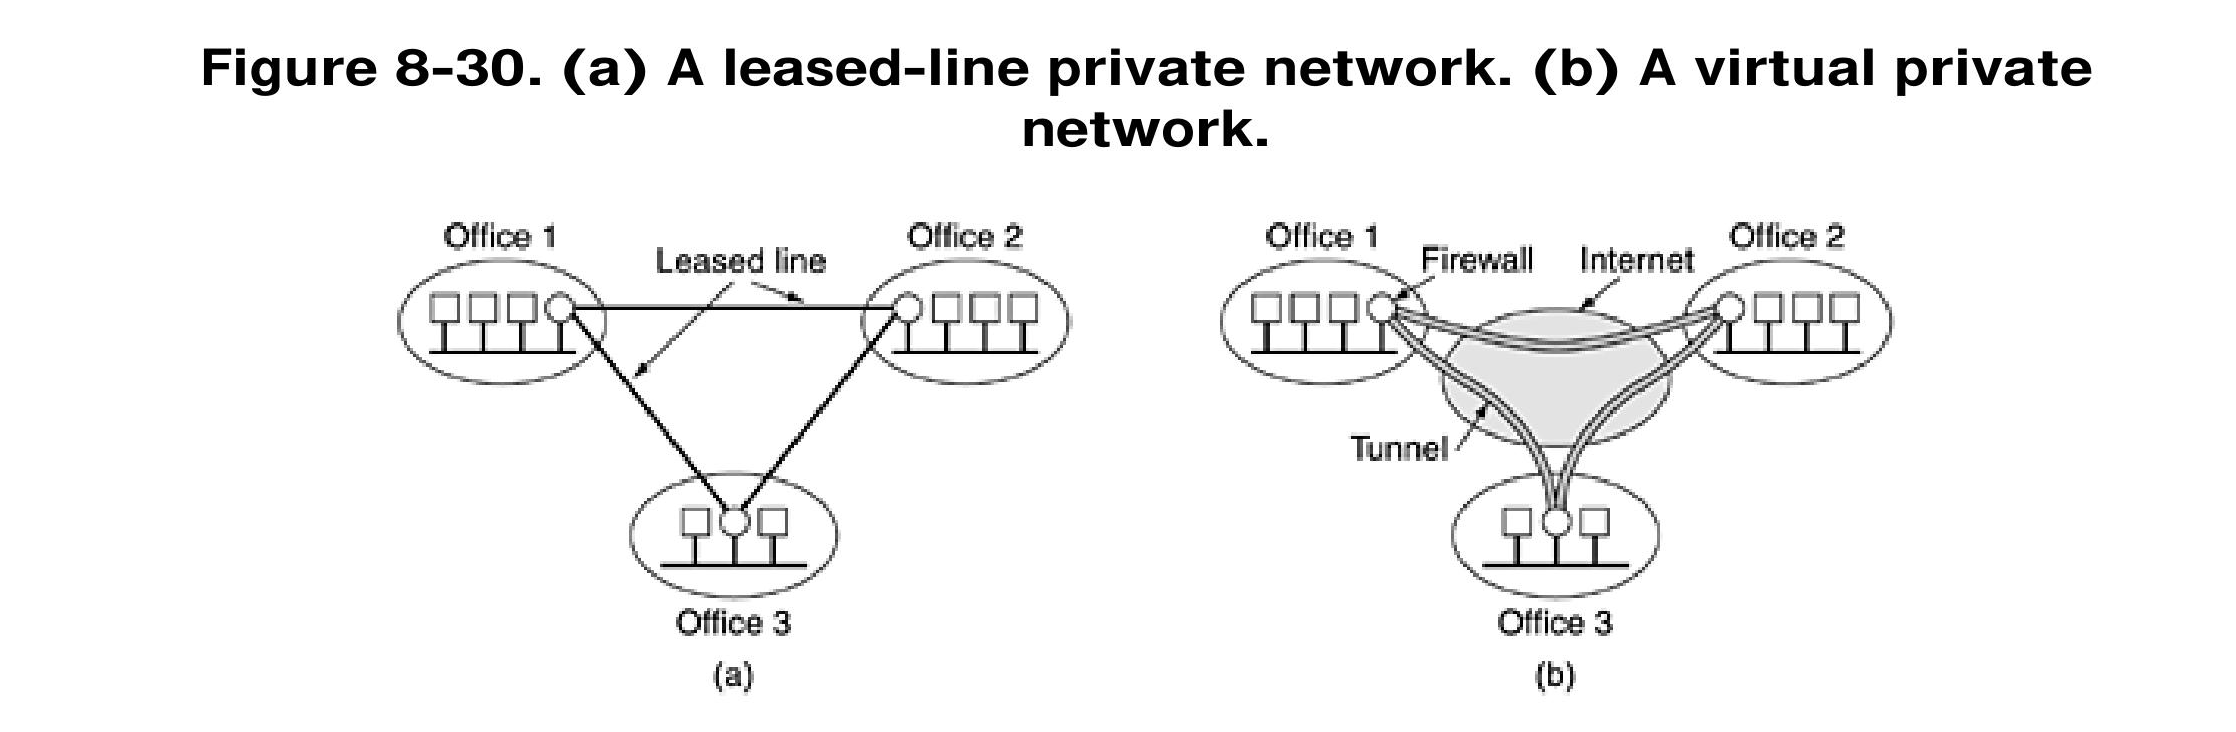 Figure 8-30. (a) A leased-line private network. (b) A virtual private
network.
Office 1
Leased line
Office 2
Office 3
(a)
Office 1
Firewall
Internet
Office 2
Tunnel
Office 3
(b)